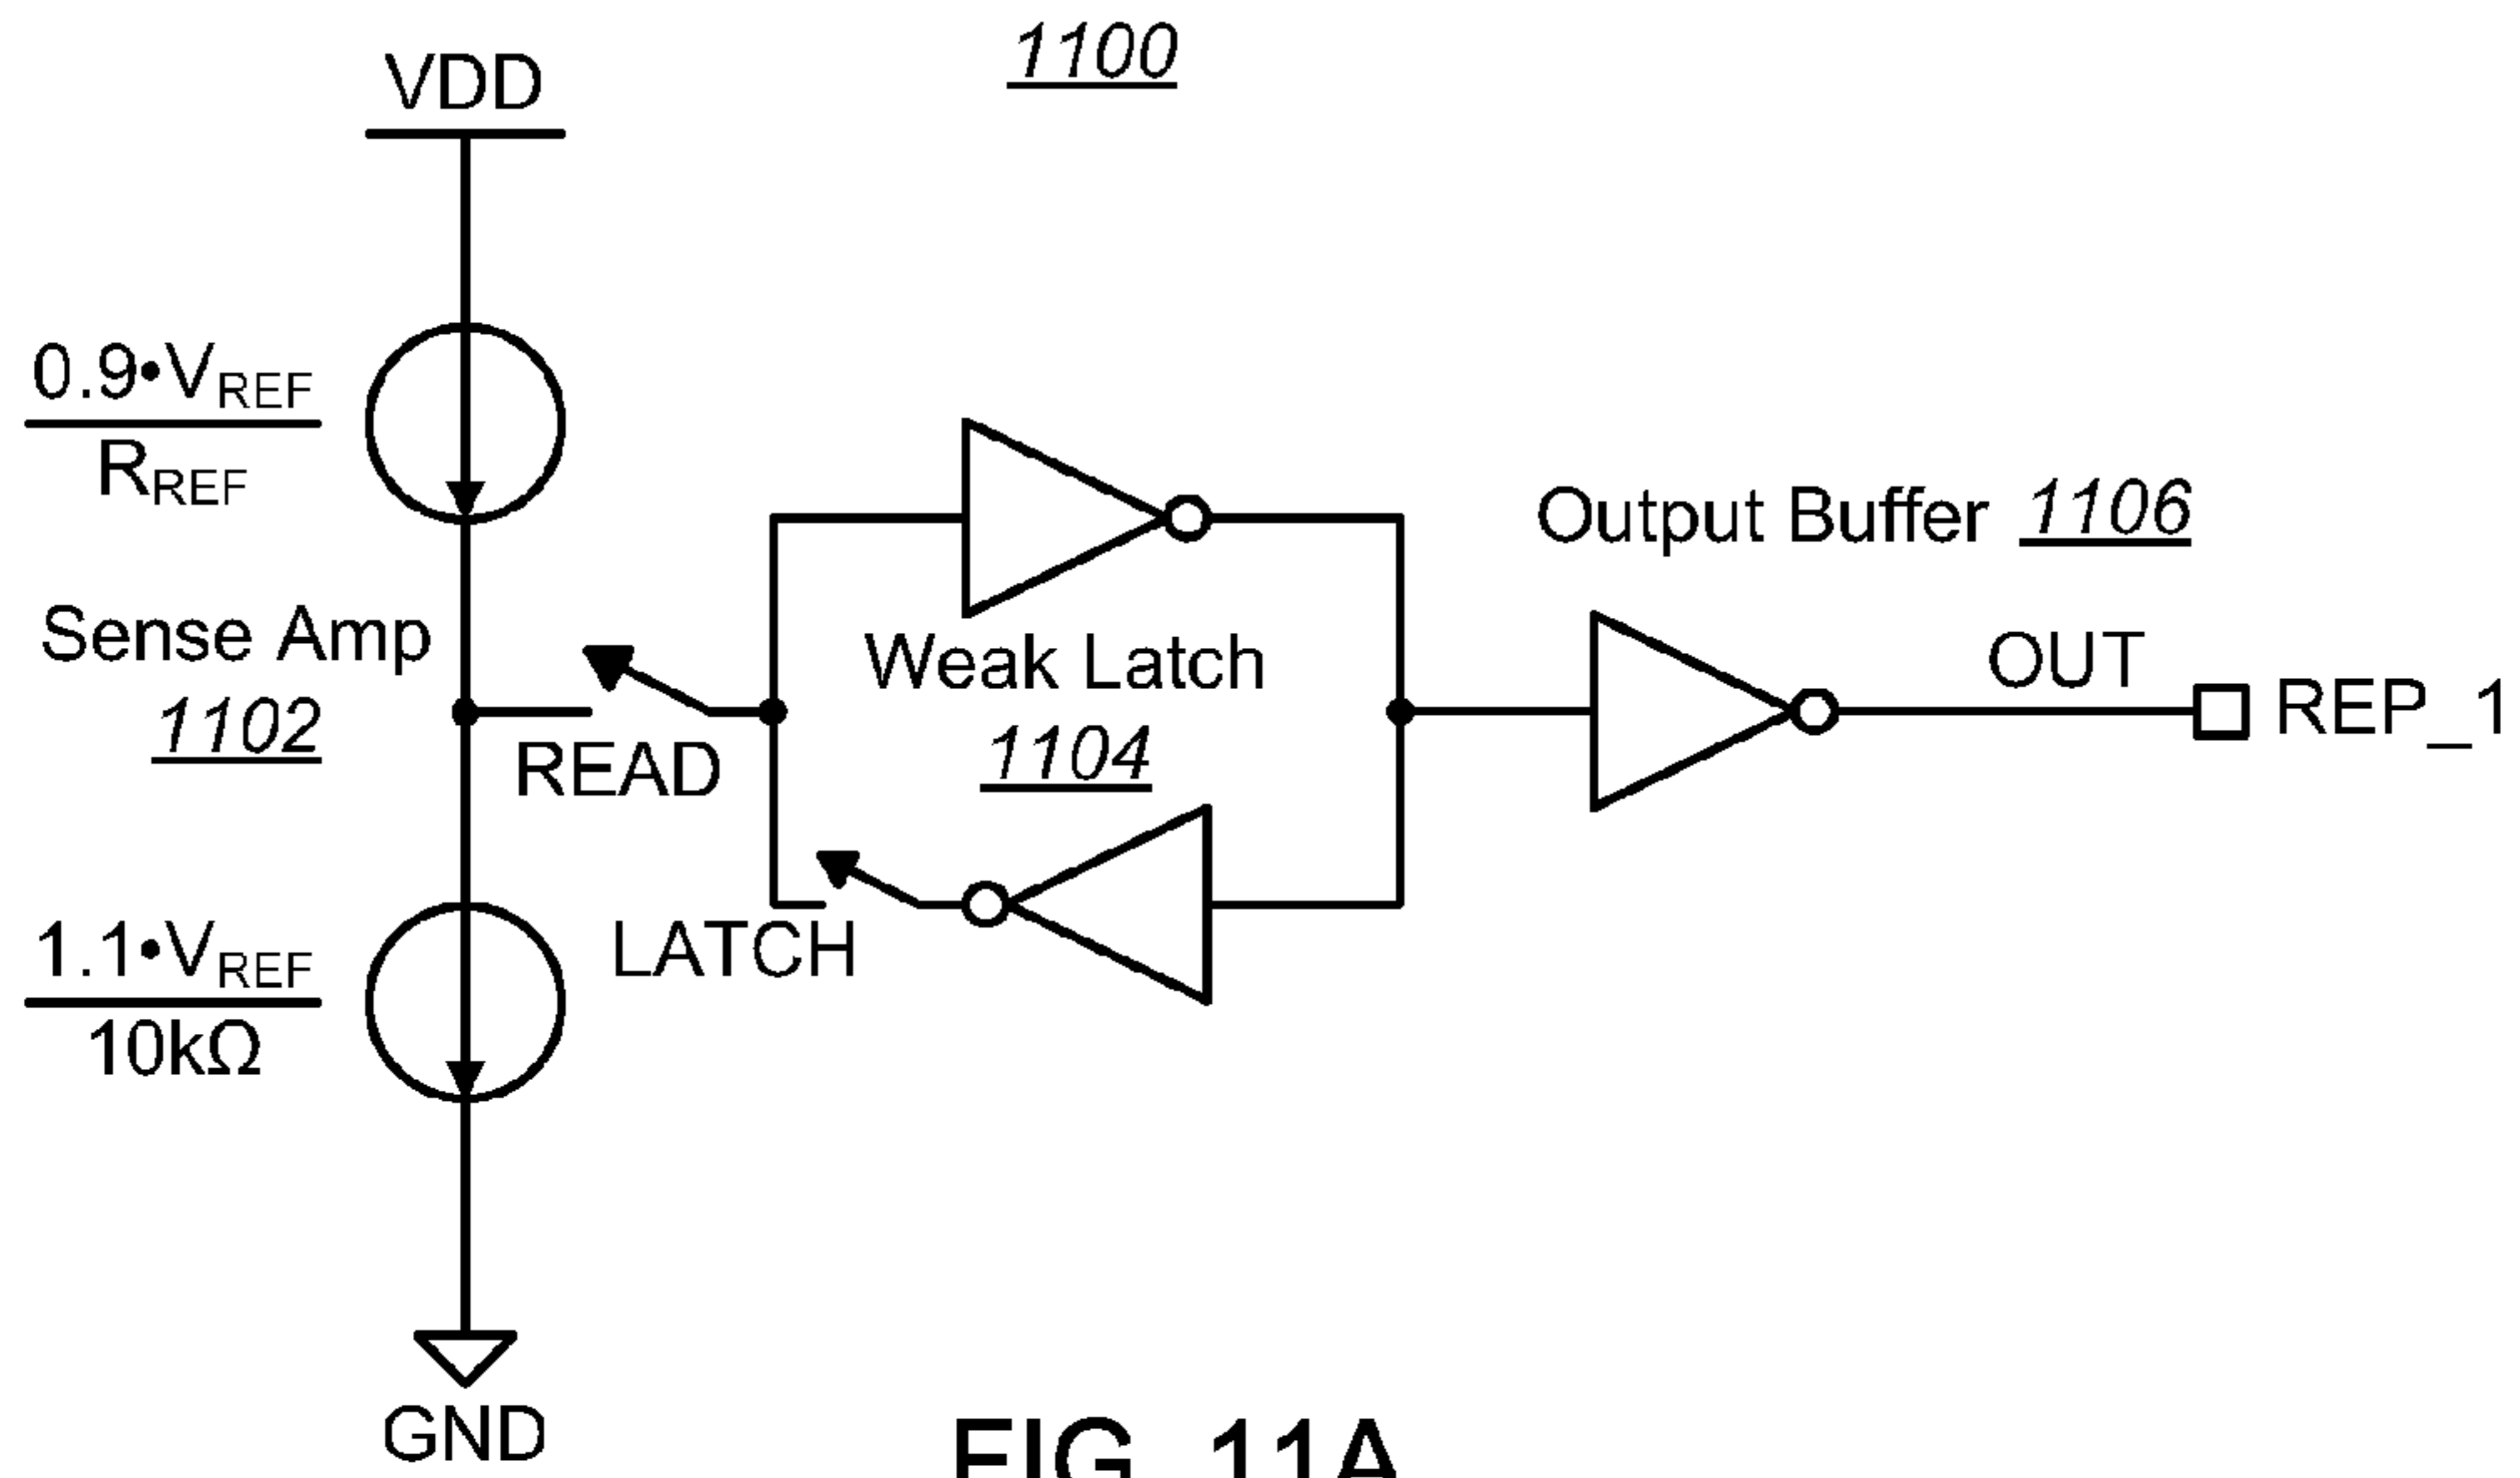 1100
VDD
0.9•VREF
RREF
Sense Amp
1102
READ
Weak Latch
1104
LATCH
Output Buffer 1106
OUT
REP_1
1.1•VREF
10kΩ
GND
FIG. 11A